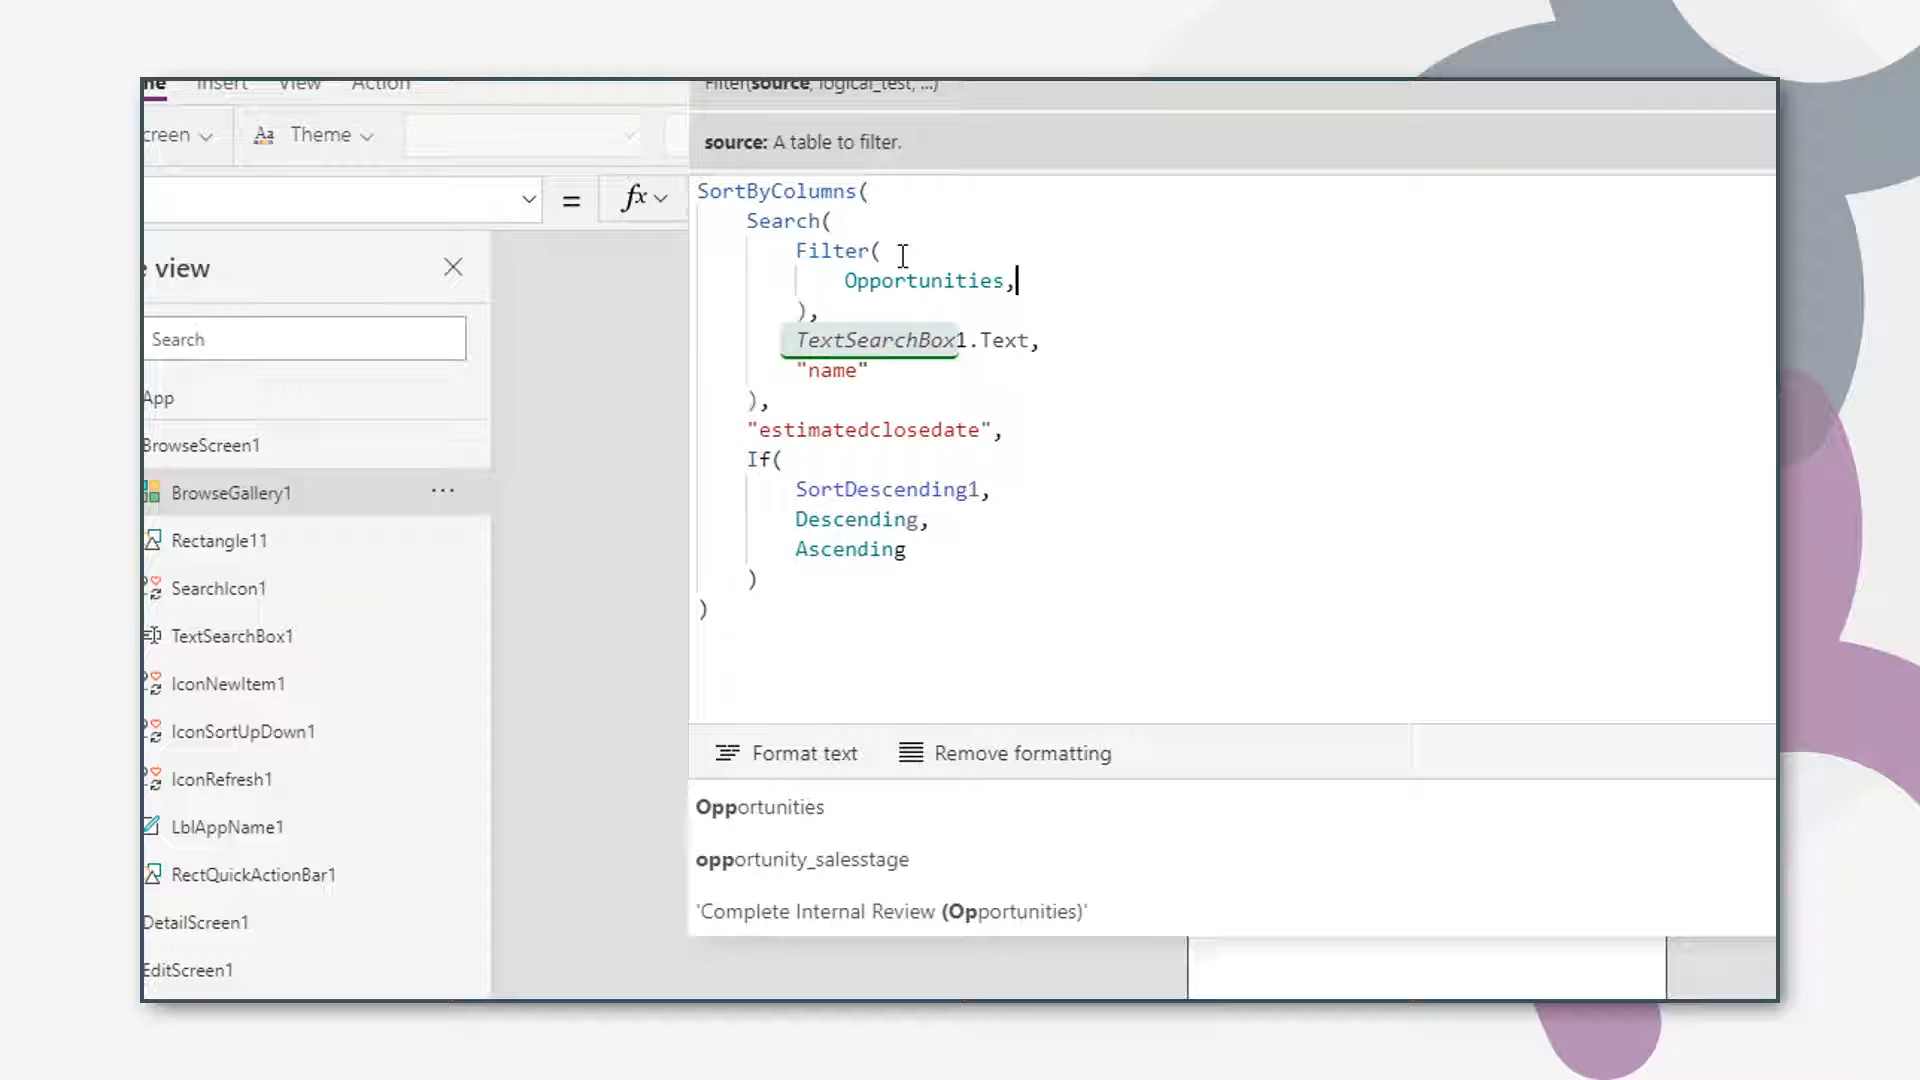 me Insert View Action
Filter(source, logical_test, ...)
creen Theme
source: A table to filter.
= fx
SortByColumns(
Search(
Filter(
Opportunities,
),
TextSearchBox1.Text,
"name"
),
"estimatedclosedate",
If(
SortDescending1,
Descending,
Ascending
)
)
e view
Search
App
BrowseScreen1
BrowseGallery1
Rectangle11
SearchIcon1
TextSearchBox1
IconNewItem1
IconSortUpDown1
IconRefresh1
LblAppName1
RectQuickActionBar1
DetailScreen1
EditScreen1
Format text Remove formatting
Opportunities
opportunity_salesstage
'Complete Internal Review (Opportunities)'